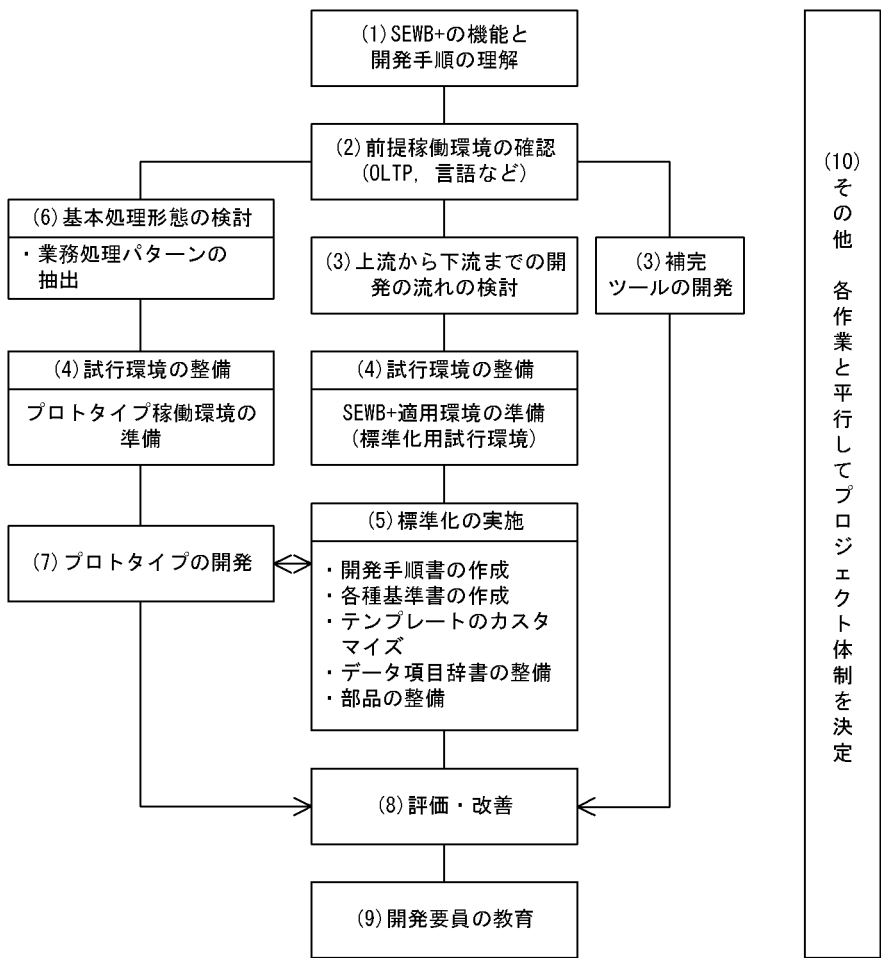 (1)SEWB+の機能と
開発手順の理解
(2)前提稼働環境の確認
(OLTP，言語など)
(6)基本処理形態の検討
・業務処理パターンの
抽出
(3)上流から下流までの開
発の流れの検討
(3)補完
ツールの開発
(4)試行環境の整備
プロトタイプ稼働環境の
準備
(4)試行環境の整備
SEWB+適用環境の準備
(標準化用試行環境)
(7)プロトタイプの開発
(5)標準化の実施
・開発手順書の作成
・各種基準書の作成
・テンプレートのカスタ
マイズ
・データ項目辞書の整備
・部品の整備
(8)評価・改善
(9)開発要員の教育
(10)その他　各作業と平行してプロジェクト体制を決定